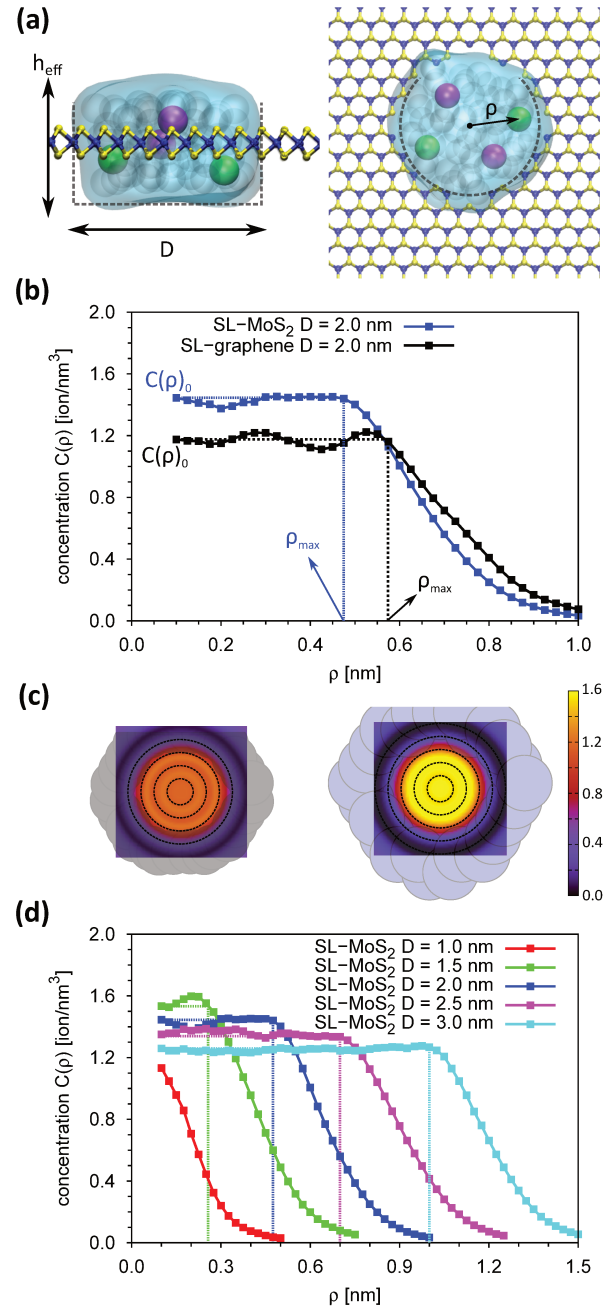 (a)
h_eff
D
ρ
(b)
SL−MoS₂ D = 2.0 nm
SL−graphene D = 2.0 nm
C(ρ)₀
C(ρ)₀
ρ_max
ρ_max
concentration C(ρ) [ion/nm³]
2.0
1.6
1.2
0.8
0.4
0.0
0.0 0.2 0.4 0.6 0.8 1.0
ρ [nm]
(c)
1.6
1.2
0.8
0.4
0.0
(d)
SL−MoS₂ D = 1.0 nm
SL−MoS₂ D = 1.5 nm
SL−MoS₂ D = 2.0 nm
SL−MoS₂ D = 2.5 nm
SL−MoS₂ D = 3.0 nm
concentration C(ρ) [ion/nm³]
2.0
1.6
1.2
0.8
0.4
0.0
0.0 0.3 0.6 0.9 1.2 1.5
ρ [nm]